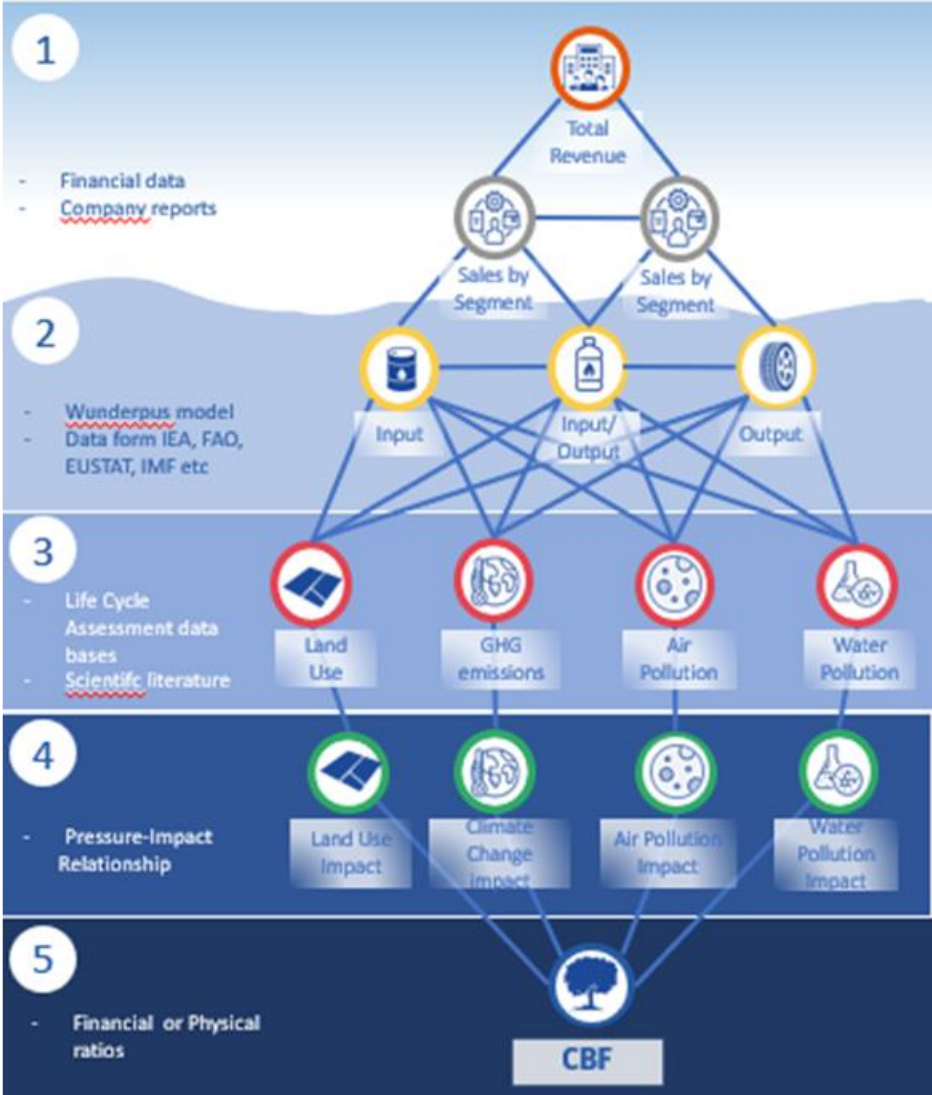 1
Total
Revenue
- Financial data
- Company reports
Sales by
Segment
Sales by
Segment
2
- Wunderpus model
- Data form IEA, FAO,
EUSTAT, IMF etc
Input
Input/
Output
Output
3
- Life Cycle
Assessment data
bases
- Scientifc literature
Land
Use
GHG
emissions
Air
Pollution
Water
Pollution
4
- Pressure-Impact
Relationship
Land Use
Impact
Climate
Change
impact
Air Pollution
Impact
Water
Pollution
Impact
5
- Financial or Physical
ratios
CBF